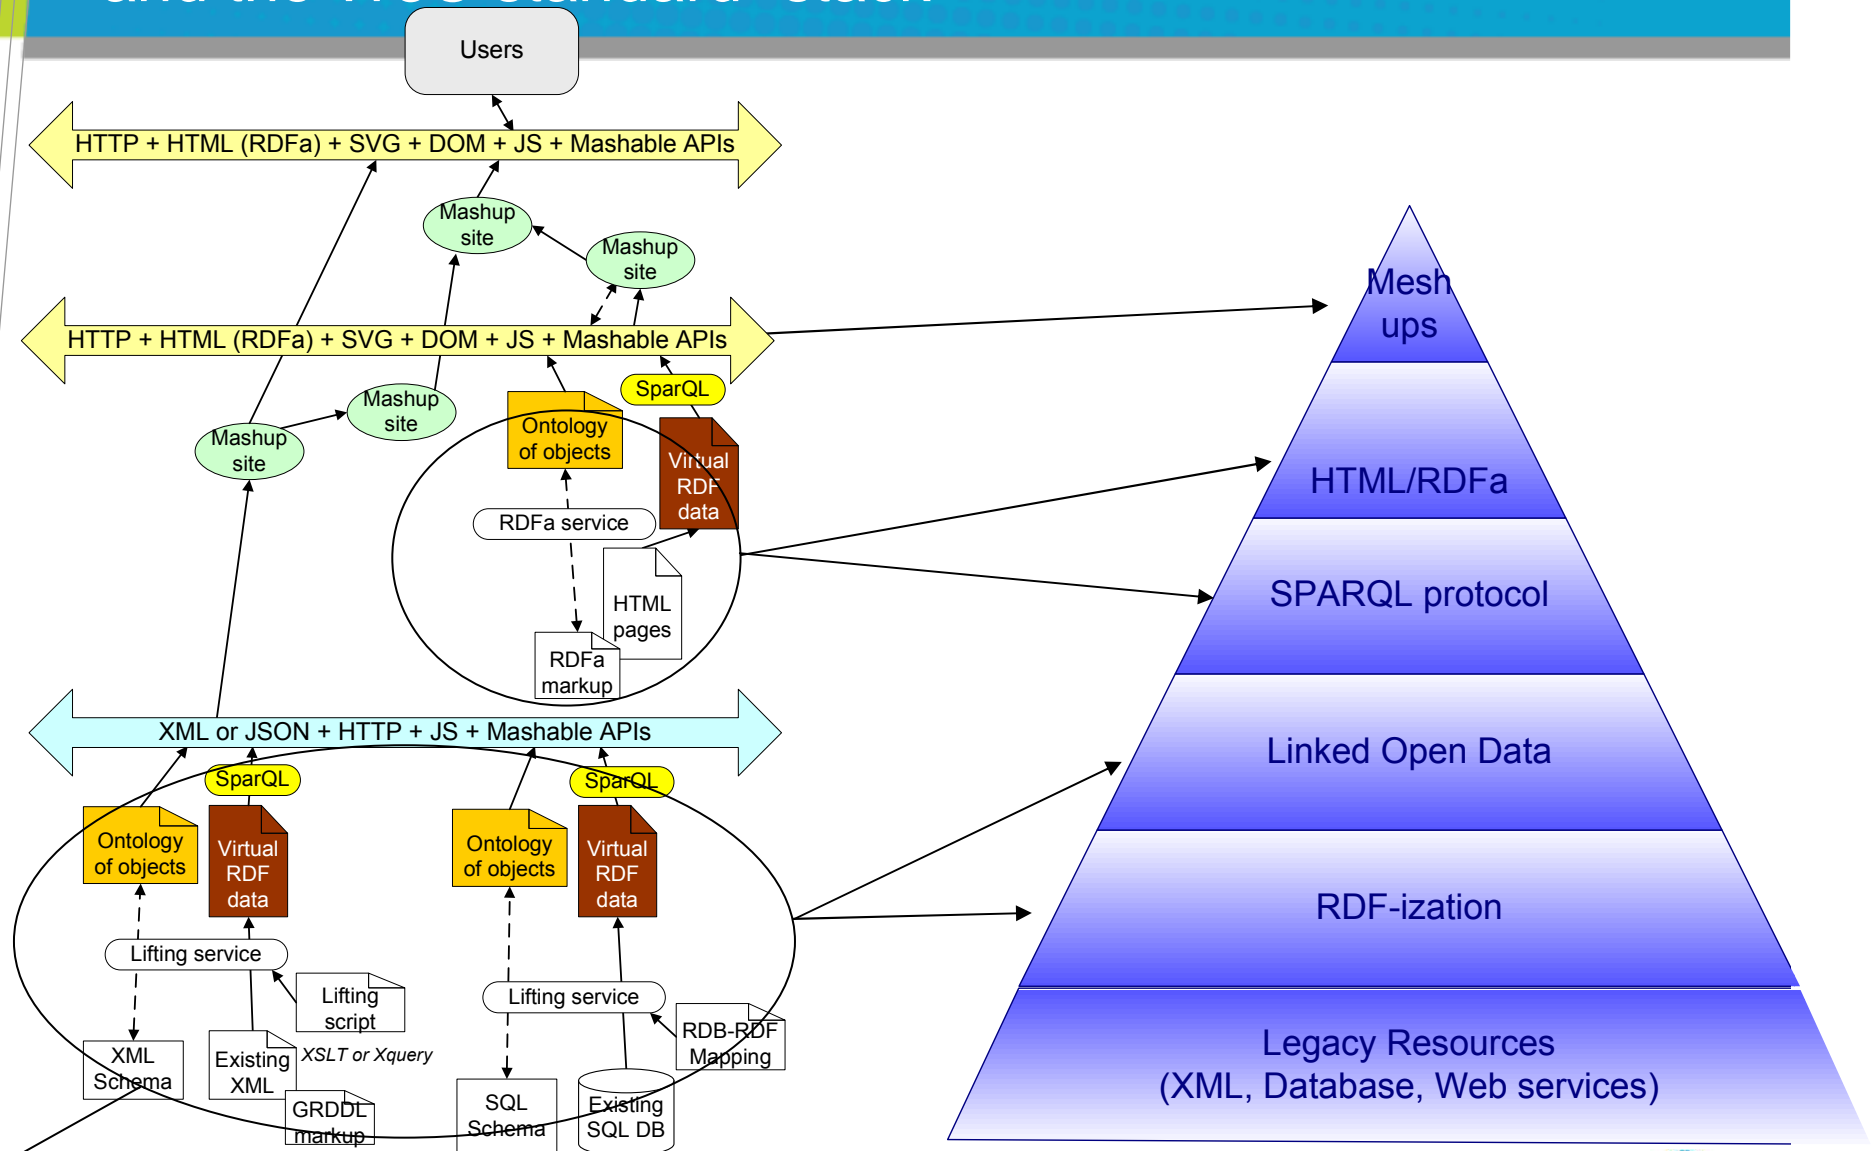 Users
HTTP + HTML (RDFa) + SVG + DOM + JS + Mashable APIs
Mashup
site
Mashup
site
HTTP + HTML (RDFa) + SVG + DOM + JS + Mashable APIs
SparQL
Mashup
site
Mashup
site
Ontology
of objects
Virtual
RDF
data
RDFa service
HTML
pages
RDFa
markup
XML or JSON + HTTP + JS + Mashable APIs
SparQL
SparQL
Ontology
of objects
Virtual
RDF
data
Ontology
of objects
Virtual
RDF
data
Lifting service
Lifting
script
Lifting service
RDB-RDF
Mapping
XML
Schema
Existing
XML
XSLT or Xquery
GRDDL
markup
SQL
Schema
Existing
SQL DB
Mesh
ups
HTML/RDFa
SPARQL protocol
Linked Open Data
RDF-ization
Legacy Resources
(XML, Database, Web services)